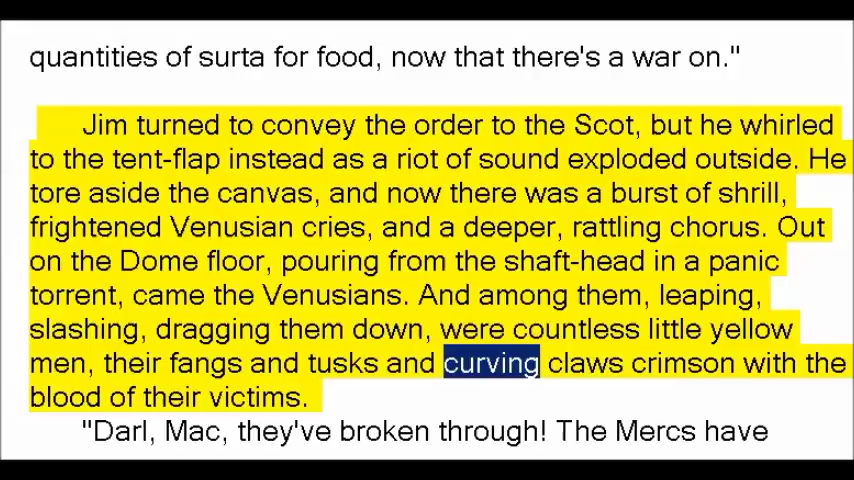 quantities of surta for food, now that there's a war on."
Jim turned to convey the order to the Scot, but he whirled
to the tent-flap instead as a riot of sound exploded outside. He
tore aside the canvas, and now there was a burst of shrill,
frightened Venusian cries, and a deeper, rattling chorus. Out
on the Dome floor, pouring from the shaft-head in a panic
torrent, came the Venusians. And among them, leaping,
slashing, dragging them down, were countless little yellow
men, their fangs and tusks and curving claws crimson with the
blood of their victims.
"Darl, Mac, they've broken through! The Mercs have